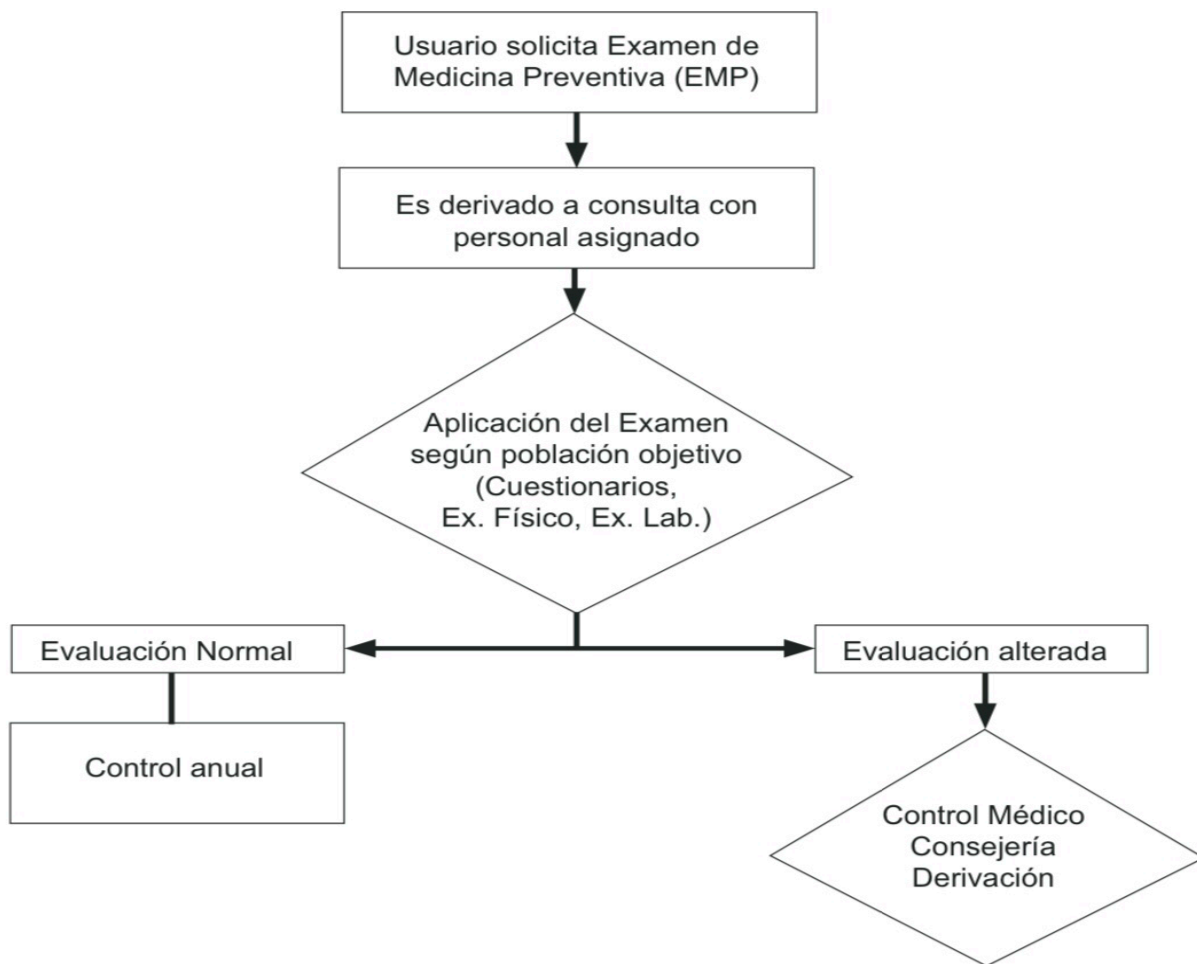 Usuario solicita Examen de
Medicina Preventiva (EMP)
Es derivado a consulta con
personal asignado
Aplicación del Examen
según población objetivo
(Cuestionarios,
Ex. Físico, Ex. Lab.)
Evaluación Normal
Evaluación alterada
Control anual
Control Médico
Consejería
Derivación